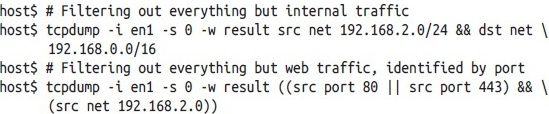 host$ # Filtering out everything but internal traffic
host$ tcpdump -i en1 -s 0 -w result src net 192.168.2.0/24 && dst net \
192.168.0.0/16
host$ # Filtering out everything but web traffic, identified by port
host$ tcpdump -i en1 -s 0 -w result ((src port 80 || src port 443) && \
(src net 192.168.2.0))